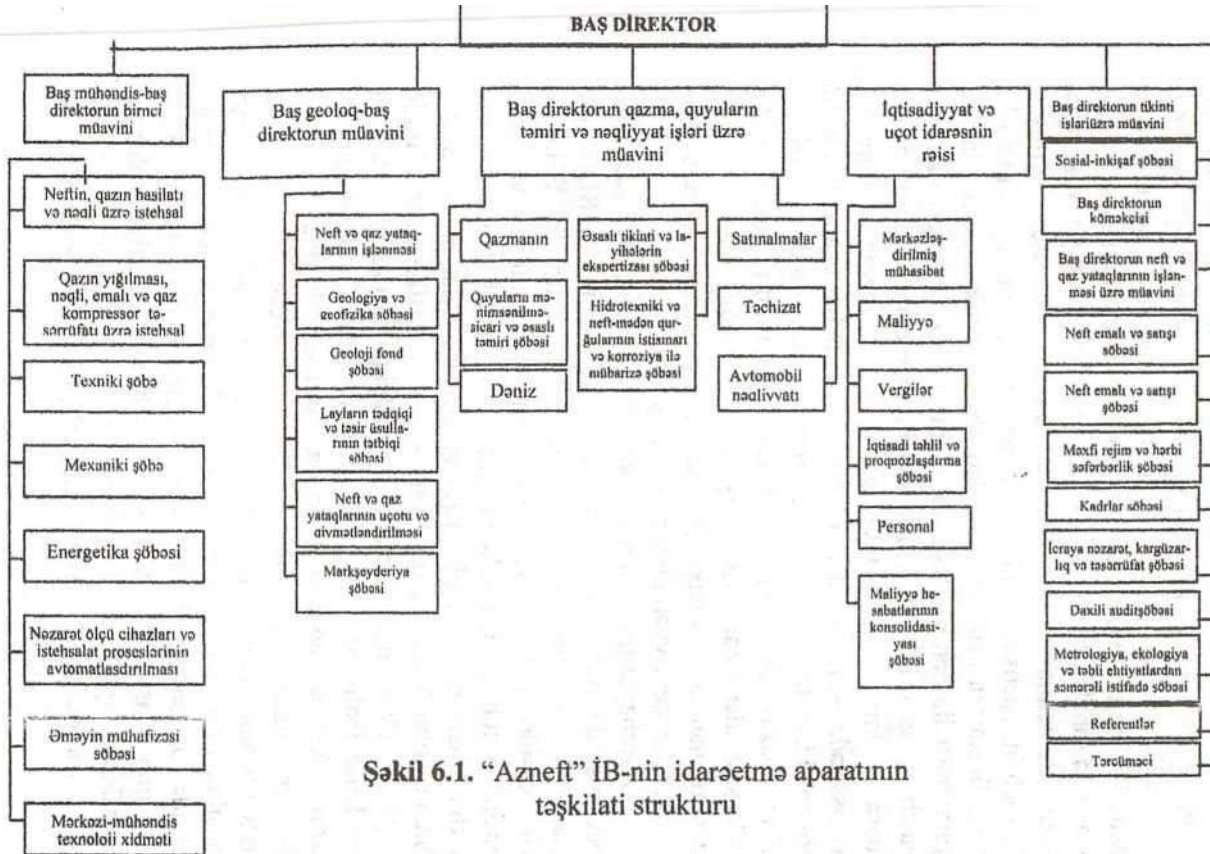 BAŞ DİREKTOR
Baş mühəndis-baş
direktorun birnci
müavini
Neftin, qazın hasilatı
və nəqli üzrə istehsal
Qazın yığılması,
nəqli, emalı və qaz
kompressor tə-
sərrüfatı üzrə istehsal
Texniki şöbə
Mexaniki şöbə
Energetika şöbəsi
Nəzarət ölçü cihazları və
istehsalat proseslərinin
avtomatlaşdırılması
Əməyin mühafizəsi
şöbəsi
Mərkəzi-mühəndis
texnoloji xidməti
Baş geoloq-baş
direktorun müavini
Neft və qaz yataq-
larının işlənməsi
Geologiya və
geofizika şöbəsi
Geoloji fond
şöbəsi
Layların tədqiqi
və təsir üsulla-
rının tətbiqi
şöbəsi
Neft və qaz
yataqlarının uçotu və
qiymətləndirilməsi
Markşeyderiya
şöbəsi
Baş direktorun qazma, quyuların
təmiri və nəqliyyat işləri üzrə
müavini
Qazmanın
Quyuların mə-
nimsənilmə-
sicari və əsaslı
təmiri şöbəsi
Dəniz
Əsaslı tikinti və la-
yihələrin
ekspertizası şöbəsi
Hidrotexniki və
neft-mədən qur-
ğularının istismarı
və korroziya ilə
mübarizə şöbəsi
Satınalmalar
Təchizat
Avtomobil
nəqliyyatı
İqtisadiyyat və
uçot idarəsnin
rəisi
Mərkəzləş-
dirilmiş
mühasibat
Maliyyə
Vergilər
İqtisadi təhlil və
proqnozlaşdırma
şöbəsi
Personal
Maliyyə he-
sabatlarının
konsolidasi-
yası
şöbəsi
Baş direktorun tikinti
işləriüzrə müavini
Sosial-inkişaf şöbəsi
Baş direktorun
köməkçisi
Baş direktorun neft və
qaz yataqlarının işlən-
məsi üzrə müavini
Neft emalı və satışı
şöbəsi
Neft emalı və satışı
şöbəsi
Məxfi rejim və hərbi
səfərbərlik şöbəsi
Kadrlar şöbəsi
İcraya nəzarət, kargüzar-
lıq və təsərrüfat şöbəsi
Daxili auditşöbəsi
Metrologiya, ekologiya
və təbii ehtiyatlardan
səmərəli istifadə şöbəsi
Referentlər
Tərcüməçi
Şəkil 6.1. “Azneft” İB-nin idarəetmə aparatının
təşkilati strukturu